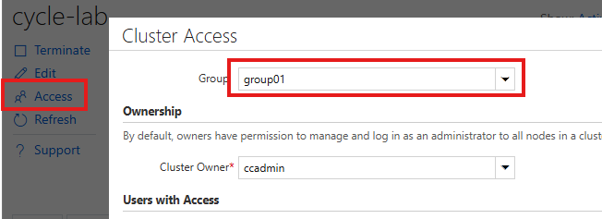 cycle-lab
Show: Acti
Terminate
Edit
Access
Refresh
Support
Cluster Access
Group group01
Ownership
By default, owners have permission to manage and log in as an administrator to all nodes in a cluste
Cluster Owner* ccadmin
Users with Access